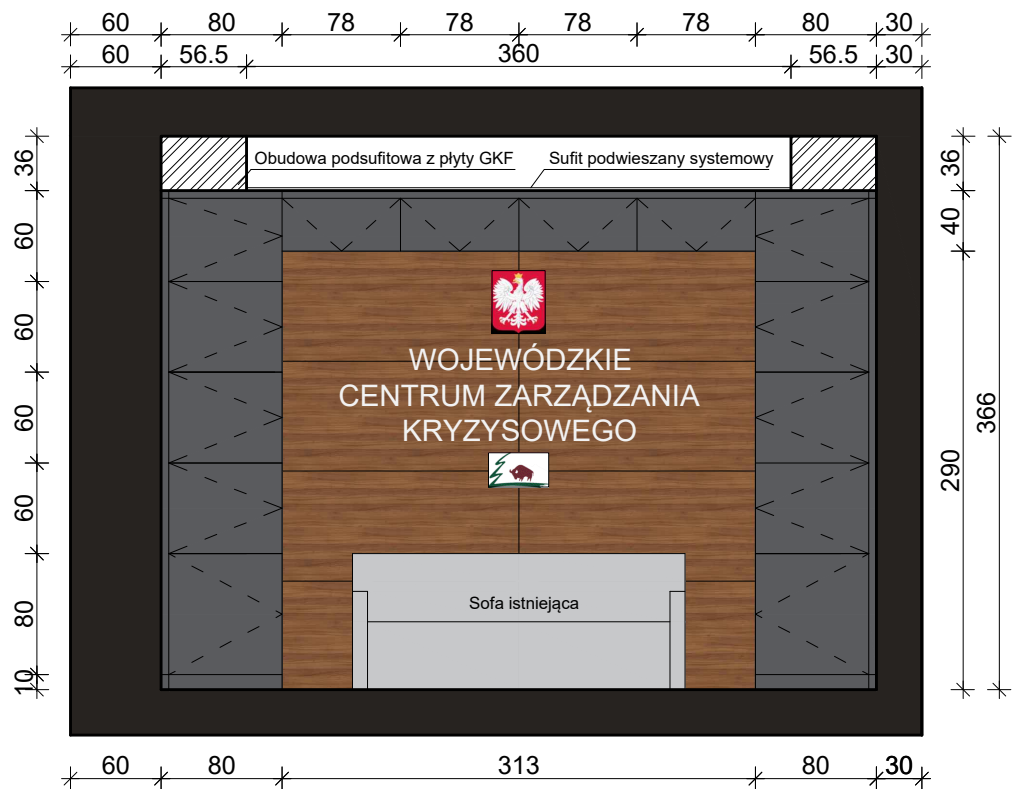 60 80 78 78 78 78 80 30
60 56.5 360 56.5 30
Obudowa podsufitowa z płyty GKF
Sufit podwieszany systemowy
36
60
60
60
60
80
10
36
40
290
366
WOJEWÓDZKIE
CENTRUM ZARZĄDZANIA
KRYZYSOWEGO
Sofa istniejąca
60 80 313 80 30